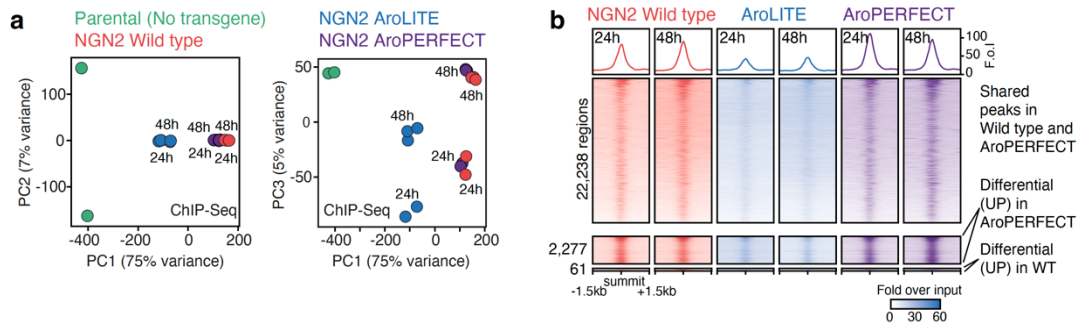 a
Parental (No transgene)
NGN2 Wild type
NGN2 AroLITE
NGN2 AroPERFECT
PC2 (7% variance)
100
0
-100
48h
48h
48h
24h
24h
24h
ChIP-Seq
-400
-200
0
200
PC1 (75% variance)
PC3 (5% variance)
50
0
-50
48h
48h
48h
24h
24h
24h
ChIP-Seq
-400
-200
0
200
PC1 (75% variance)
b
NGN2 Wild type
AroLITE
AroPERFECT
24h
48h
24h
48h
24h
48h
100
50
0
F.o.I
22,238 regions
2,277
61
Shared
peaks in
Wild type and
AroPERFECT
Differential
(UP) in
AroPERFECT
Differential
(UP) in WT
summit
-1.5kb
+1.5kb
Fold over input
0 30 60